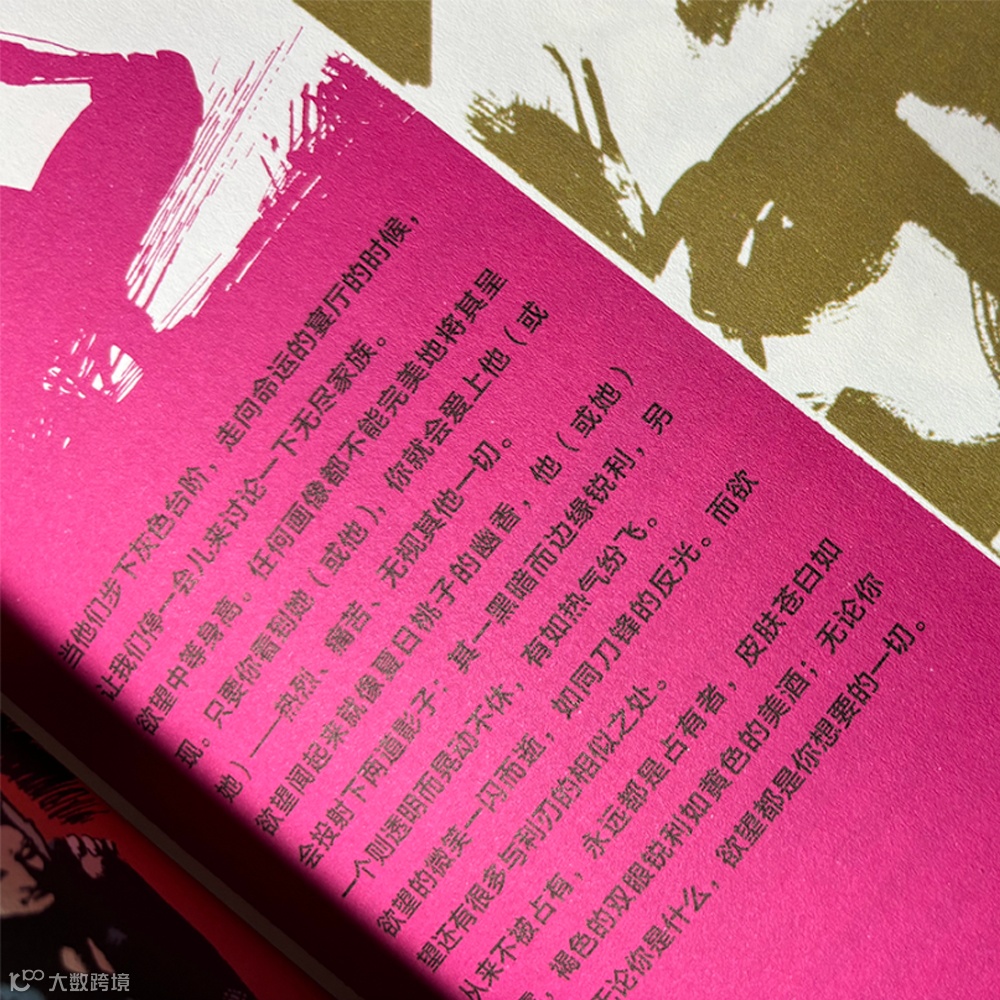 当他们步下灰色台阶，走向命运的宴厅的时候，
让我们停一会儿来讨论一下无尽家族。
欲望中等身高。任何画像都不能完美地将其呈
现。只要你看到她（或他），你就会爱上他（或
她）——热烈、痛苦、无视其他一切。
欲望闻起来就像夏日桃子的幽香，他（或她）
会投射下两道影子：其一黑暗而边缘锐利，另
一个则透明而晃动不休，有如热气纷飞。
欲望的微笑一闪而逝，如同刀锋的反光。而欲
望还有很多与利刃的相似之处。
从来不被占有，永远都是占有者，皮肤苍白如
，褐色的双眼锐利如黄色的美酒；无论你
无论你是什么，欲望都是你想要的一切。
大数跨境